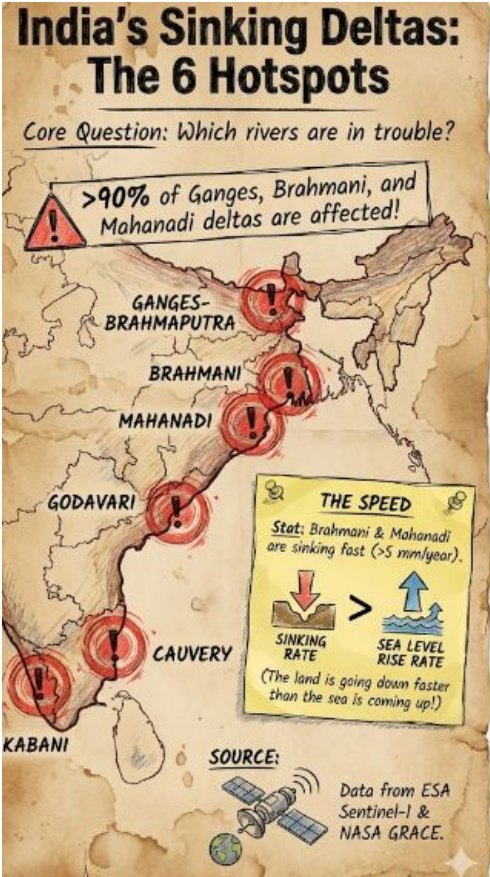 India's Sinking Deltas:
The 6 Hotspots
Core Question: Which rivers are in trouble?
>90% of Ganges, Brahmani, and
Mahanadi deltas are affected!
GANGES-
BRAHMAPUTRA
BRAHMANI
MAHANADI
GODAVARI
CAUVERY
KABANI
THE SPEED
Stat: Brahmani & Mahanadi
are sinking fast (>5 mm/year).
>
SINKING
RATE
SEA LEVEL
RISE RATE
(The land is going down faster
than the sea is coming up!)
SOURCE:
Data from ESA
Sentinel-1 &
NASA GRACE.